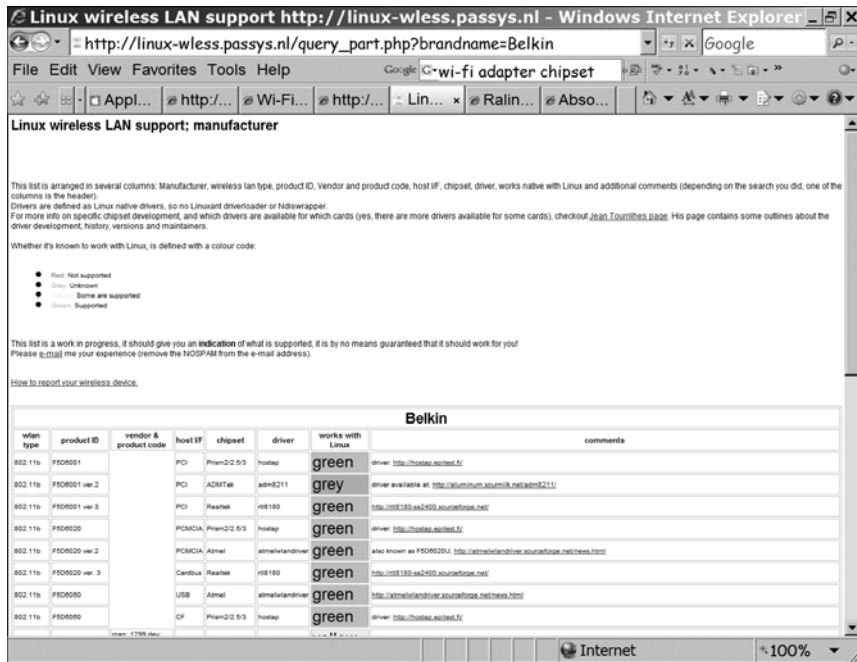 Linux wireless LAN support http://linux-wless.passys.nl - Windows Internet Explorer
http://linux-wless.passys.nl/query_part.php?brandname=Belkin
Google
File Edit View Favorites Tools Help
Google wi-fi adapter chipset
Appl... http:/... Wi-Fi... http:/... Lin... Ralin... Abso...
Linux wireless LAN support; manufacturer
This list is arranged in several columns: Manufacturer, wireless lan type, product ID, Vendor and product code, host I/F, chipset, driver, works native with Linux and additional comments (depending on the search you did, one of the
columns is the header).
Drivers are defined as Linux native drivers, so no Linuxant driverloader or Ndiswrapper.
For more info on specific chipset development, and which drivers are available for which cards (yes, there are more drivers available for some cards), checkout Jean Tourrilhes page. His page contains some outlines about the
driver development, history, versions and maintainers.
Whether it's known to work with Linux, is defined with a colour code:
Red: Not supported
Grey: Unknown
Some are supported
Green: Supported
This list is a work in progress, it should give you an indication of what is supported, it is by no means guaranteed that it should work for you!
Please e-mail me your experience (remove the NOSPAM from the e-mail address).
How to report your wireless device.
Belkin
wlan type product ID vendor & product code host I/F chipset driver works with Linux comments
802.11b F5D6001 PCI Prism2/2.5/3 hostap green driver: http://hostap.epitest.fi/
802.11b F5D6001 ver.2 PCI ADMTek adm8211 grey driver available at: http://aluminum.sourmilk.net/adm8211/
802.11b F5D6001 ver.3 PCI Realtek rtl8180 green http://rtl8180-sa2400.sourceforge.net/
802.11b F5D6020 PCMCIA Prism2/2.5/3 hostap green driver: http://hostap.epitest.fi/
802.11b F5D6020 ver.2 PCMCIA Atmel atmelwlandriver green also known as F5D6020U; http://atmelwlandriver.sourceforge.net/news.html
802.11b F5D6020 ver. 3 Cardbus Realtek rtl8180 green http://rtl8180-sa2400.sourceforge.net/
802.11b F5D6050 USB Atmel atmelwlandriver green http://atmelwlandriver.sourceforge.net/news.html
802.11b F5D6060 CF Prism2/2.5/3 hostap green driver: http://hostap.epitest.fi/
Internet 100%